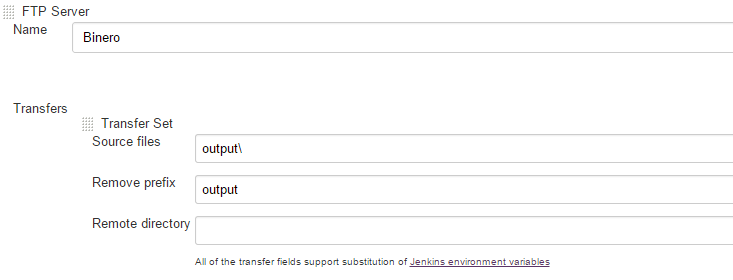 FTP Server
Name
Binero
Transfers
Transfer Set
Source files
output\
Remove prefix
output
Remote directory
All of the transfer fields support substitution of Jenkins environment variables